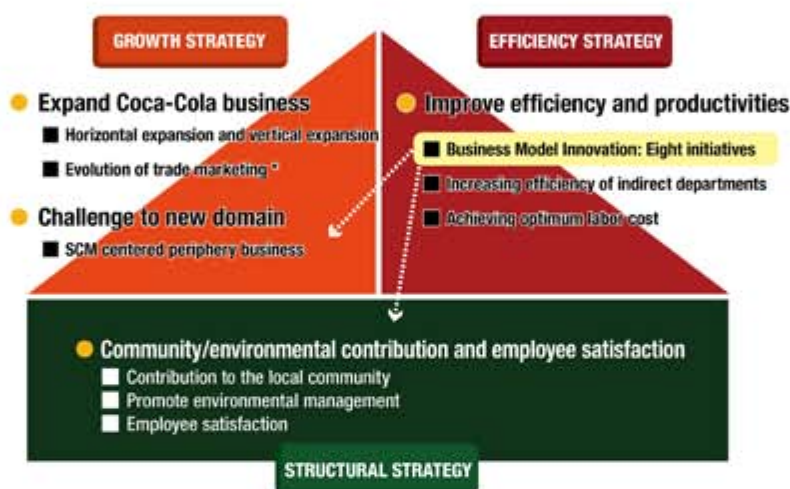 GROWTH STRATEGY
Expand Coca-Cola business
Horizontal expansion and vertical expansion
Evolution of trade marketing *
Challenge to new domain
SCM centered periphery business
EFFICIENCY STRATEGY
Improve efficiency and productivities
Business Model Innovation: Eight initiatives
Increasing efficiency of indirect departments
Achieving optimum labor cost
Community/environmental contribution and employee satisfaction
Contribution to the local community
Promote environmental management
Employee satisfaction
STRUCTURAL STRATEGY